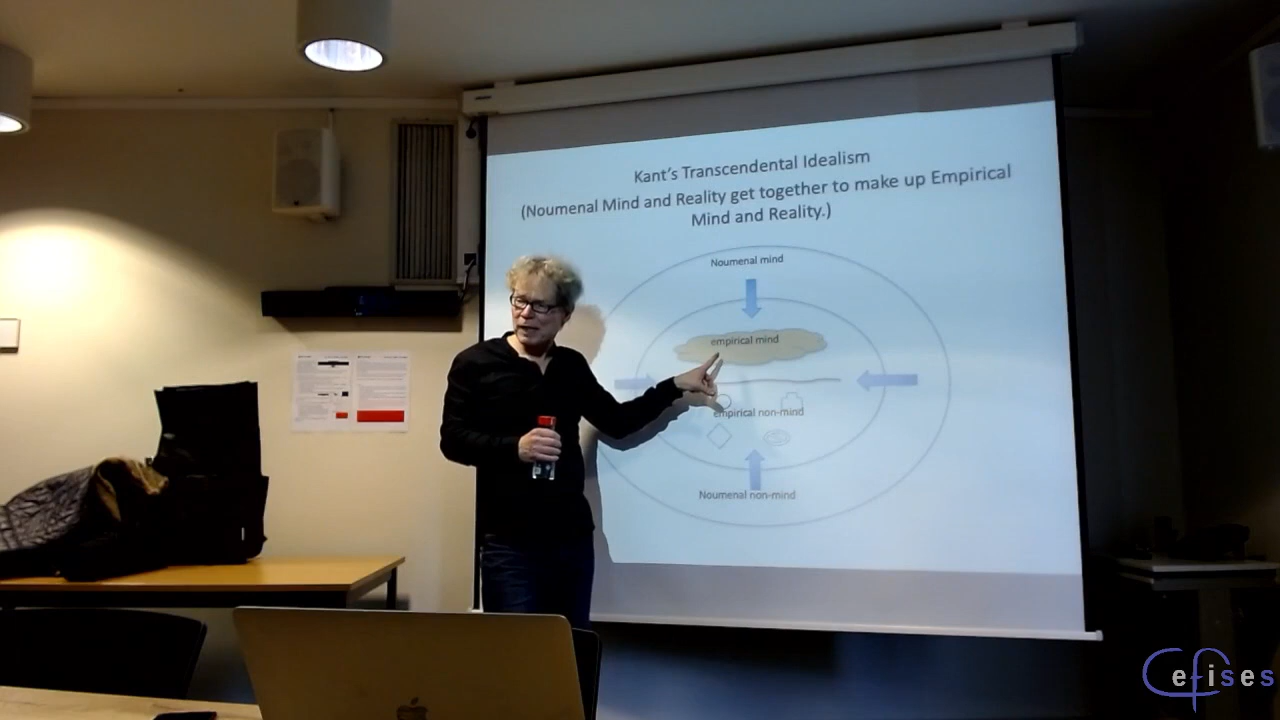 Kant's Transcendental Idealism
(Noumenal Mind and Reality get together to make up Empirical
Mind and Reality.)
Noumenal mind
empirical mind
empirical non-mind
Noumenal non-mind
Cefises